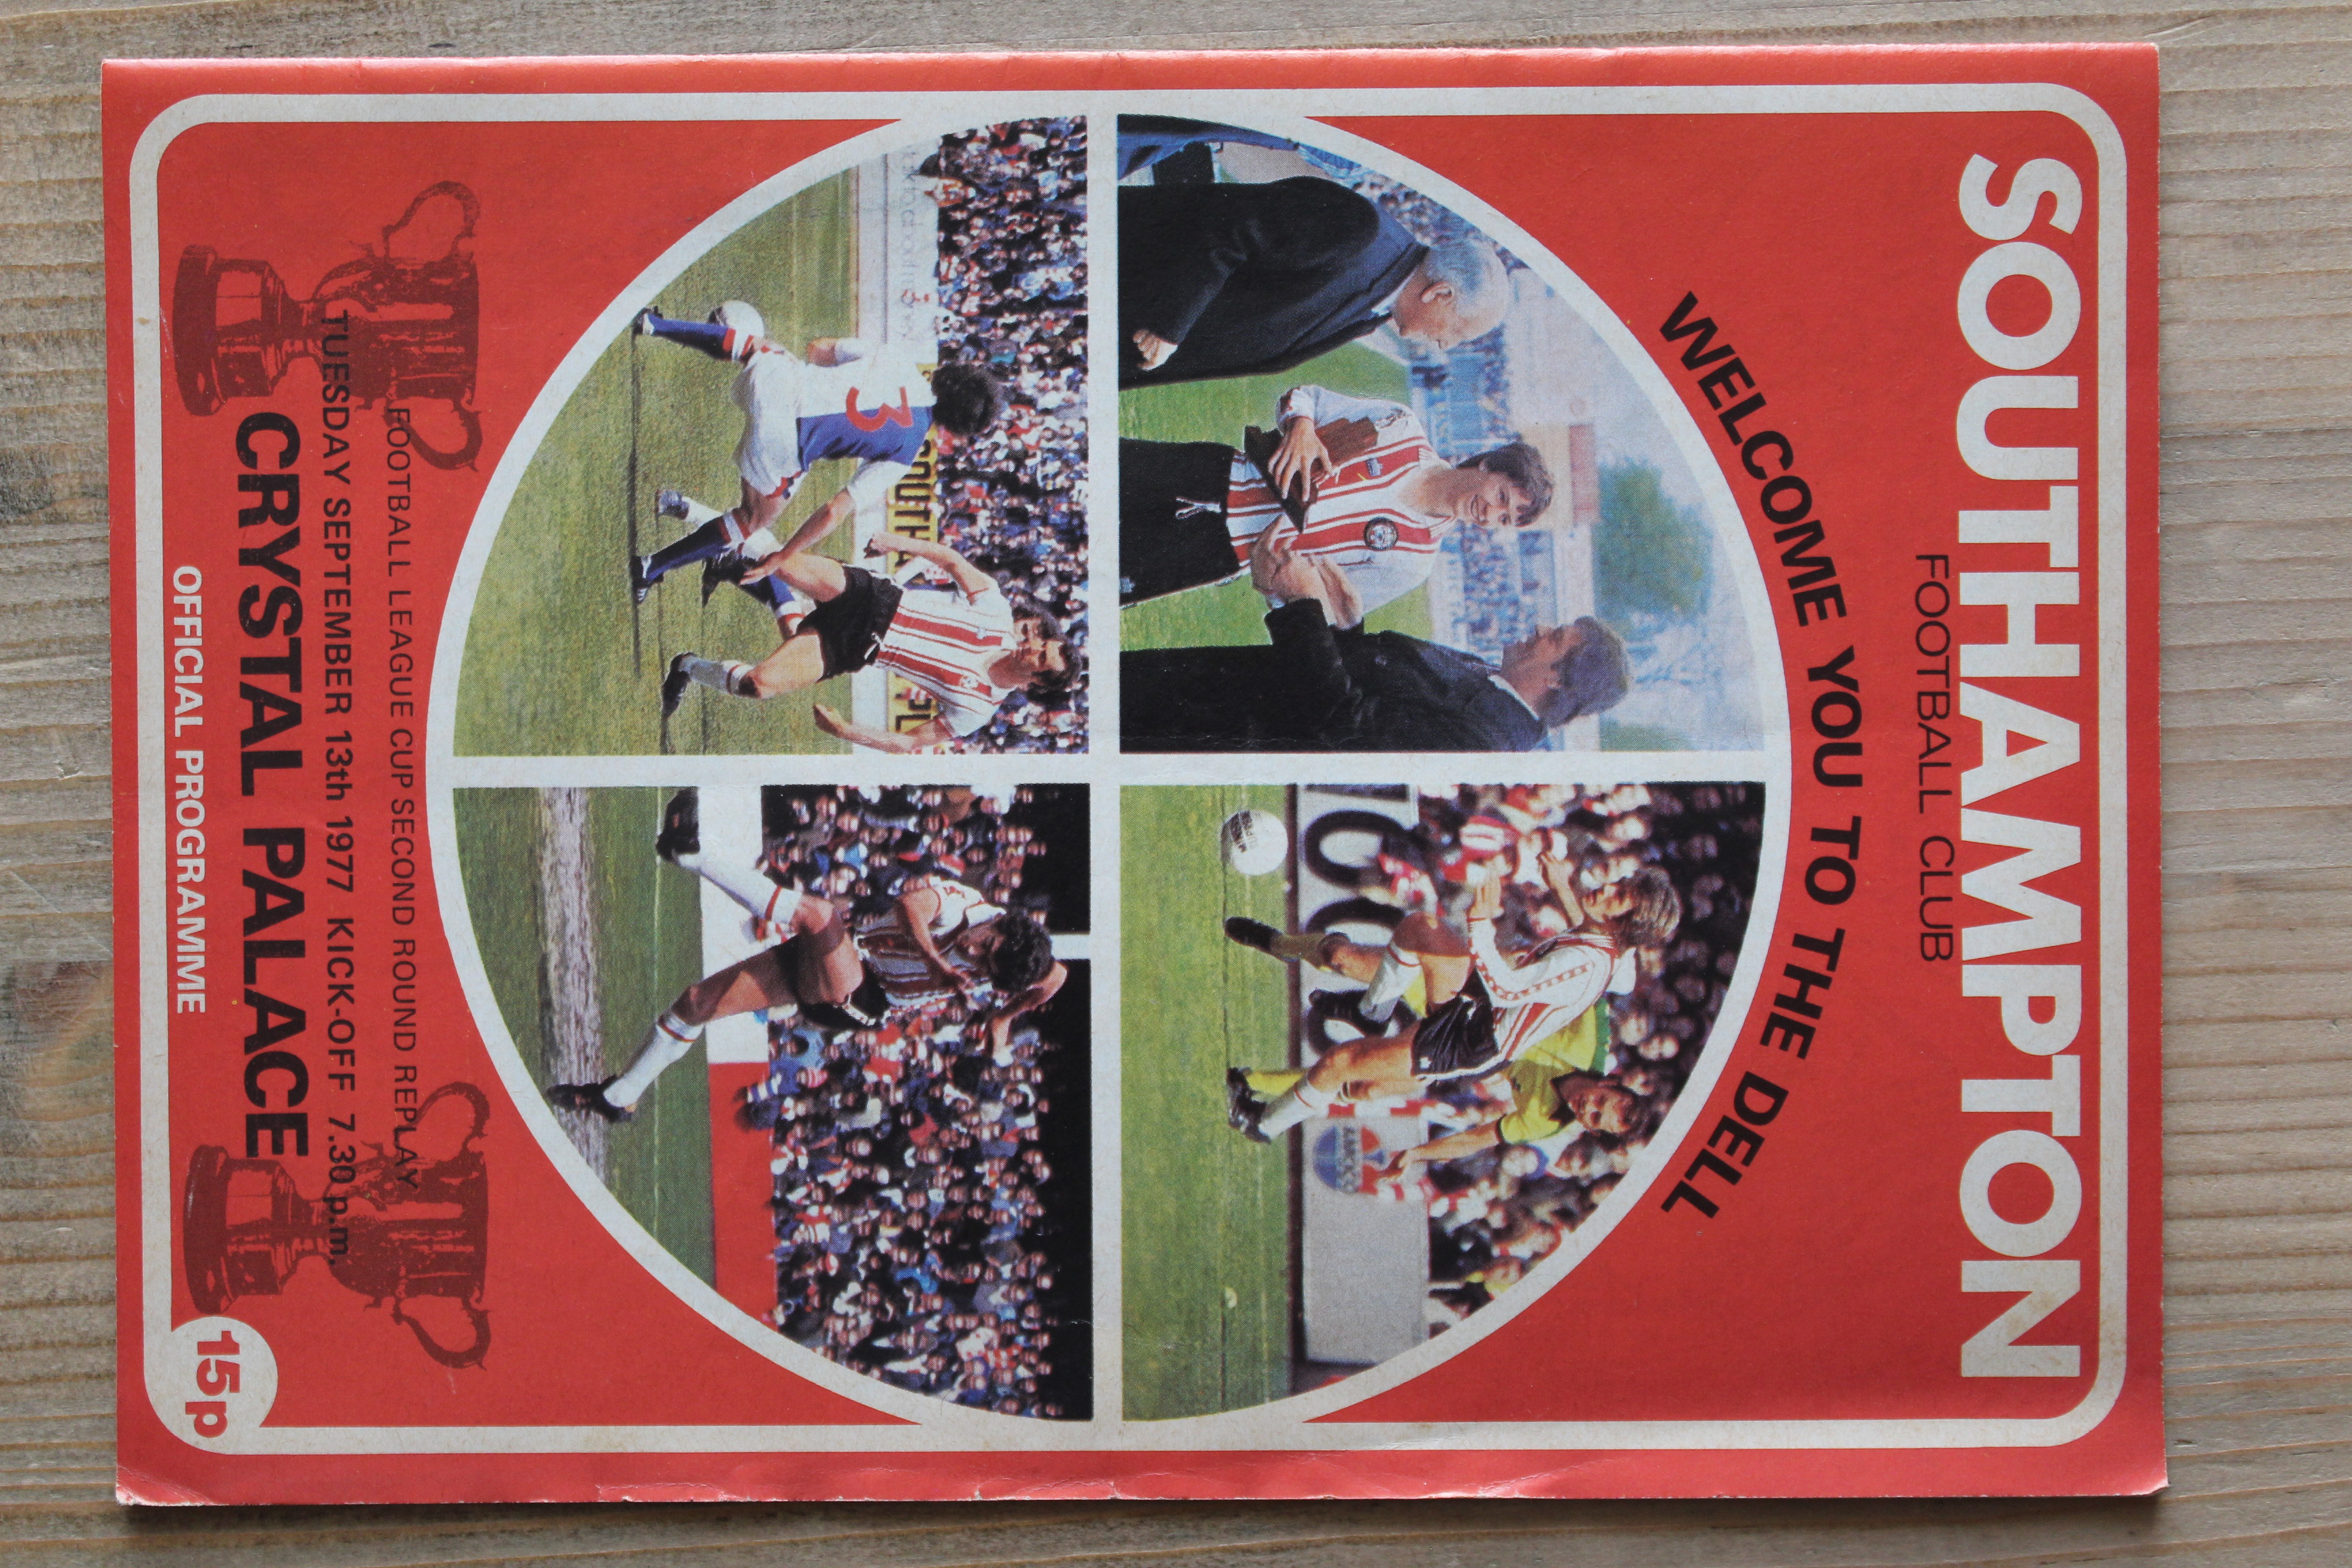 SOUTHAMPTON
FOOTBALL CLUB
WELCOME YOU TO THE DELL
3
FOOTBALL LEAGUE CUP SECOND ROUND REPLAY
TUESDAY SEPTEMBER 13th 1977 KICK-OFF 7.30 p.m.
CRYSTAL PALACE
OFFICIAL PROGRAMME
15p